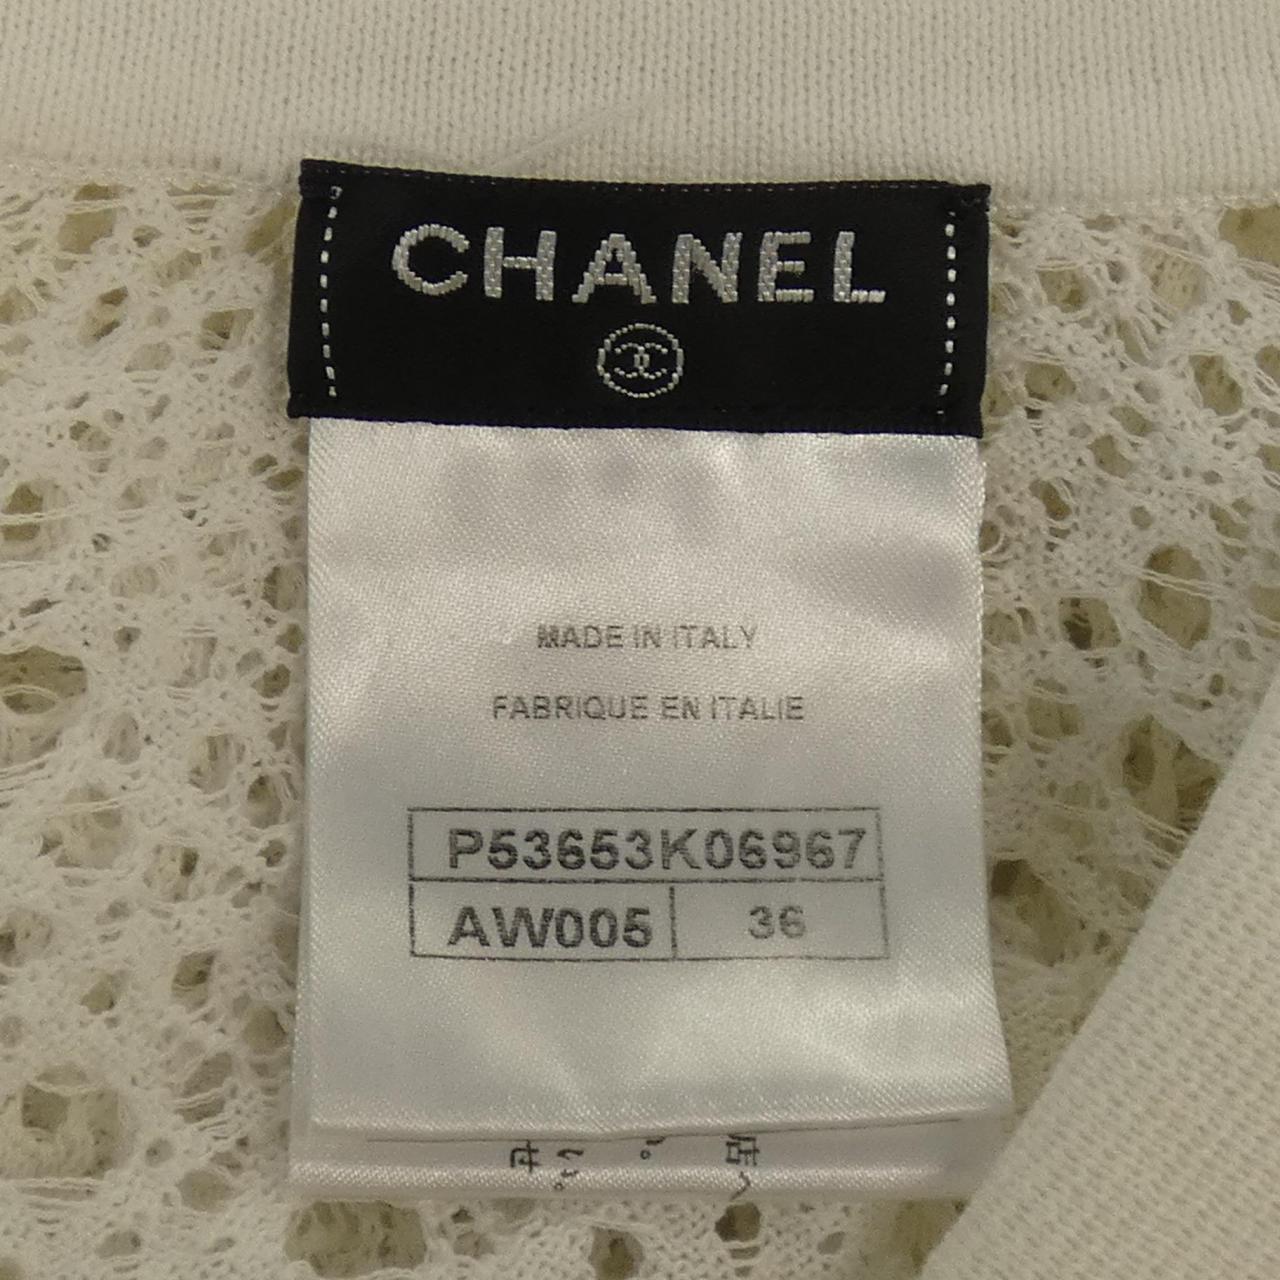 CHANEL
MADE IN ITALY
FABRIQUE EN ITALIE
P53653K06967
AW005 36